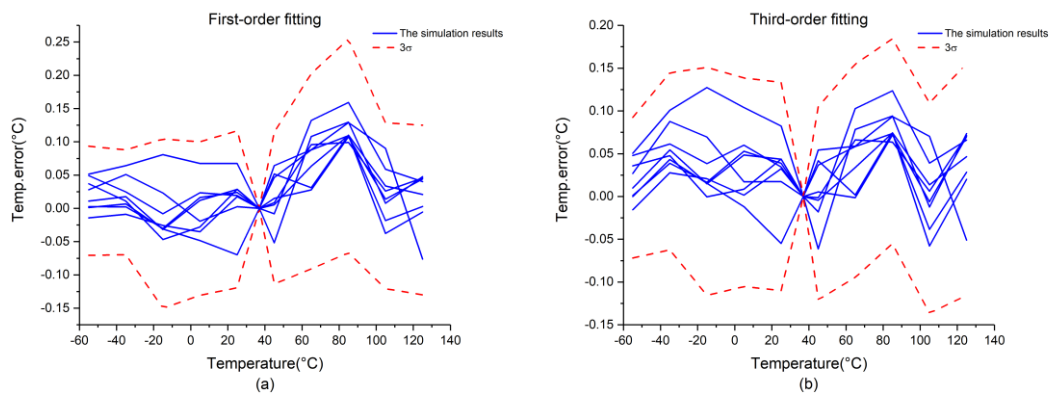 First-order fitting
The simulation results
3σ
0.25
0.20
0.15
0.10
0.05
0.00
-0.05
-0.10
-0.15
Temp.error(°C)
-60 -40 -20 0 20 40 60 80 100 120 140
Temperature(°C)
(a)
Third-order fitting
The simulation results
3σ
0.20
0.15
0.10
0.05
0.00
-0.05
-0.10
-0.15
Temp.error(°C)
-60 -40 -20 0 20 40 60 80 100 120 140
Temperature(°C)
(b)